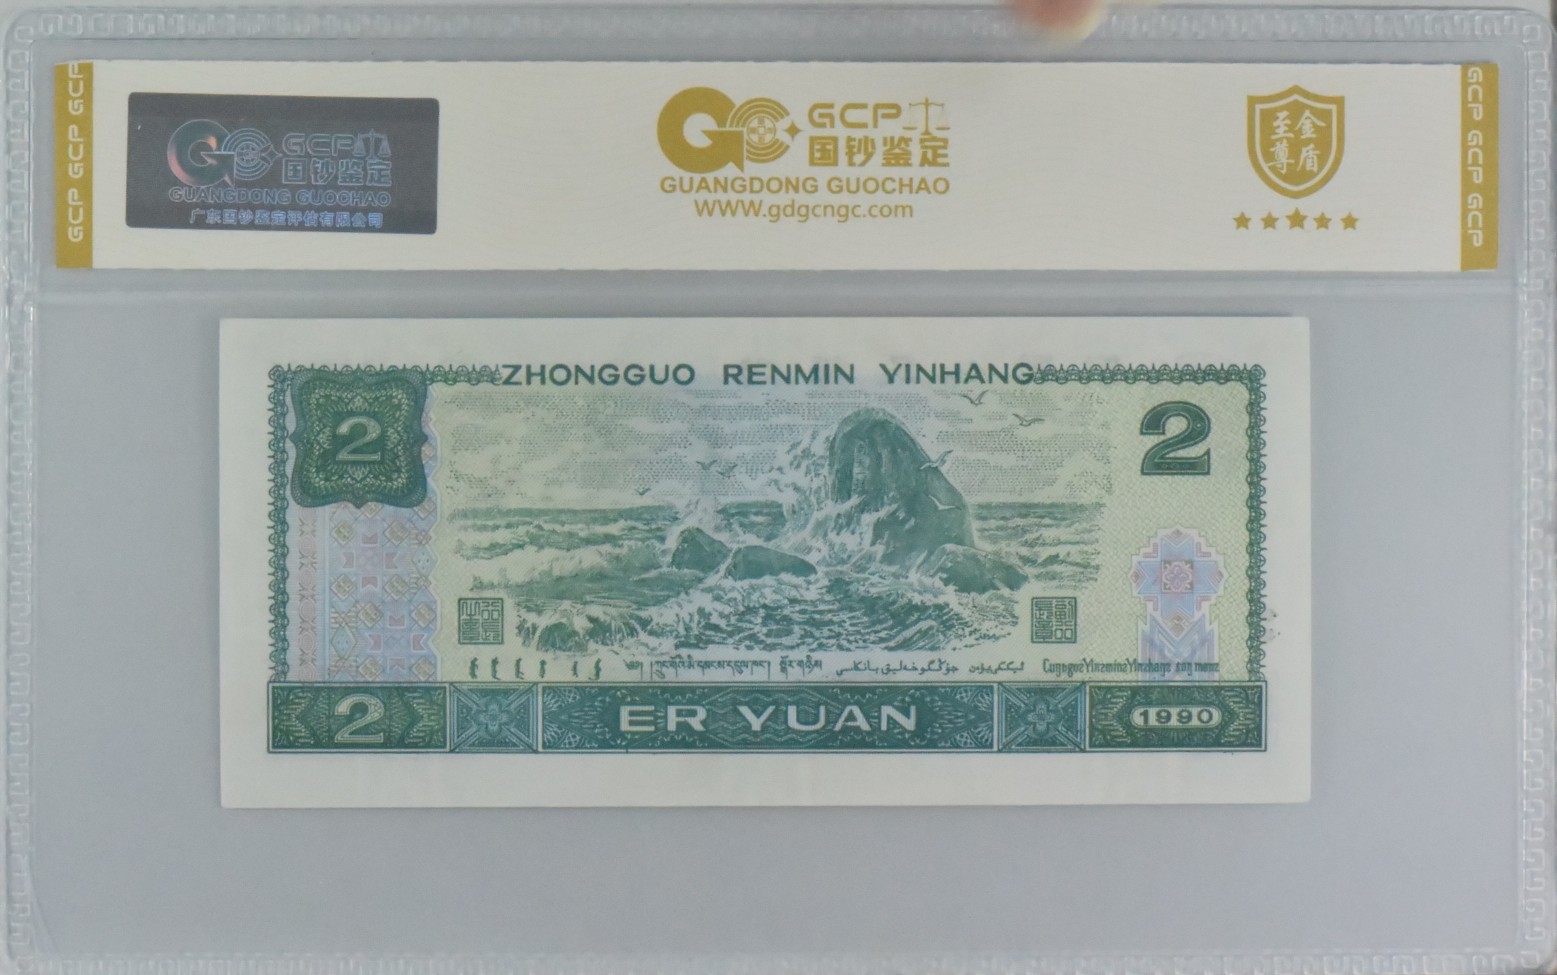 GCP GCP GCP
GCP 国钞鉴定
GUANGDONG GUOCHAO
广东国钞鉴定评估有限公司
GCP
国钞鉴定
GUANGDONG GUOCHAO
WWW.gdgcngc.com
至尊金盾
GCP GCP GCP
ZHONGGUO RENMIN YINHANG
2
2
2
ER YUAN
1990